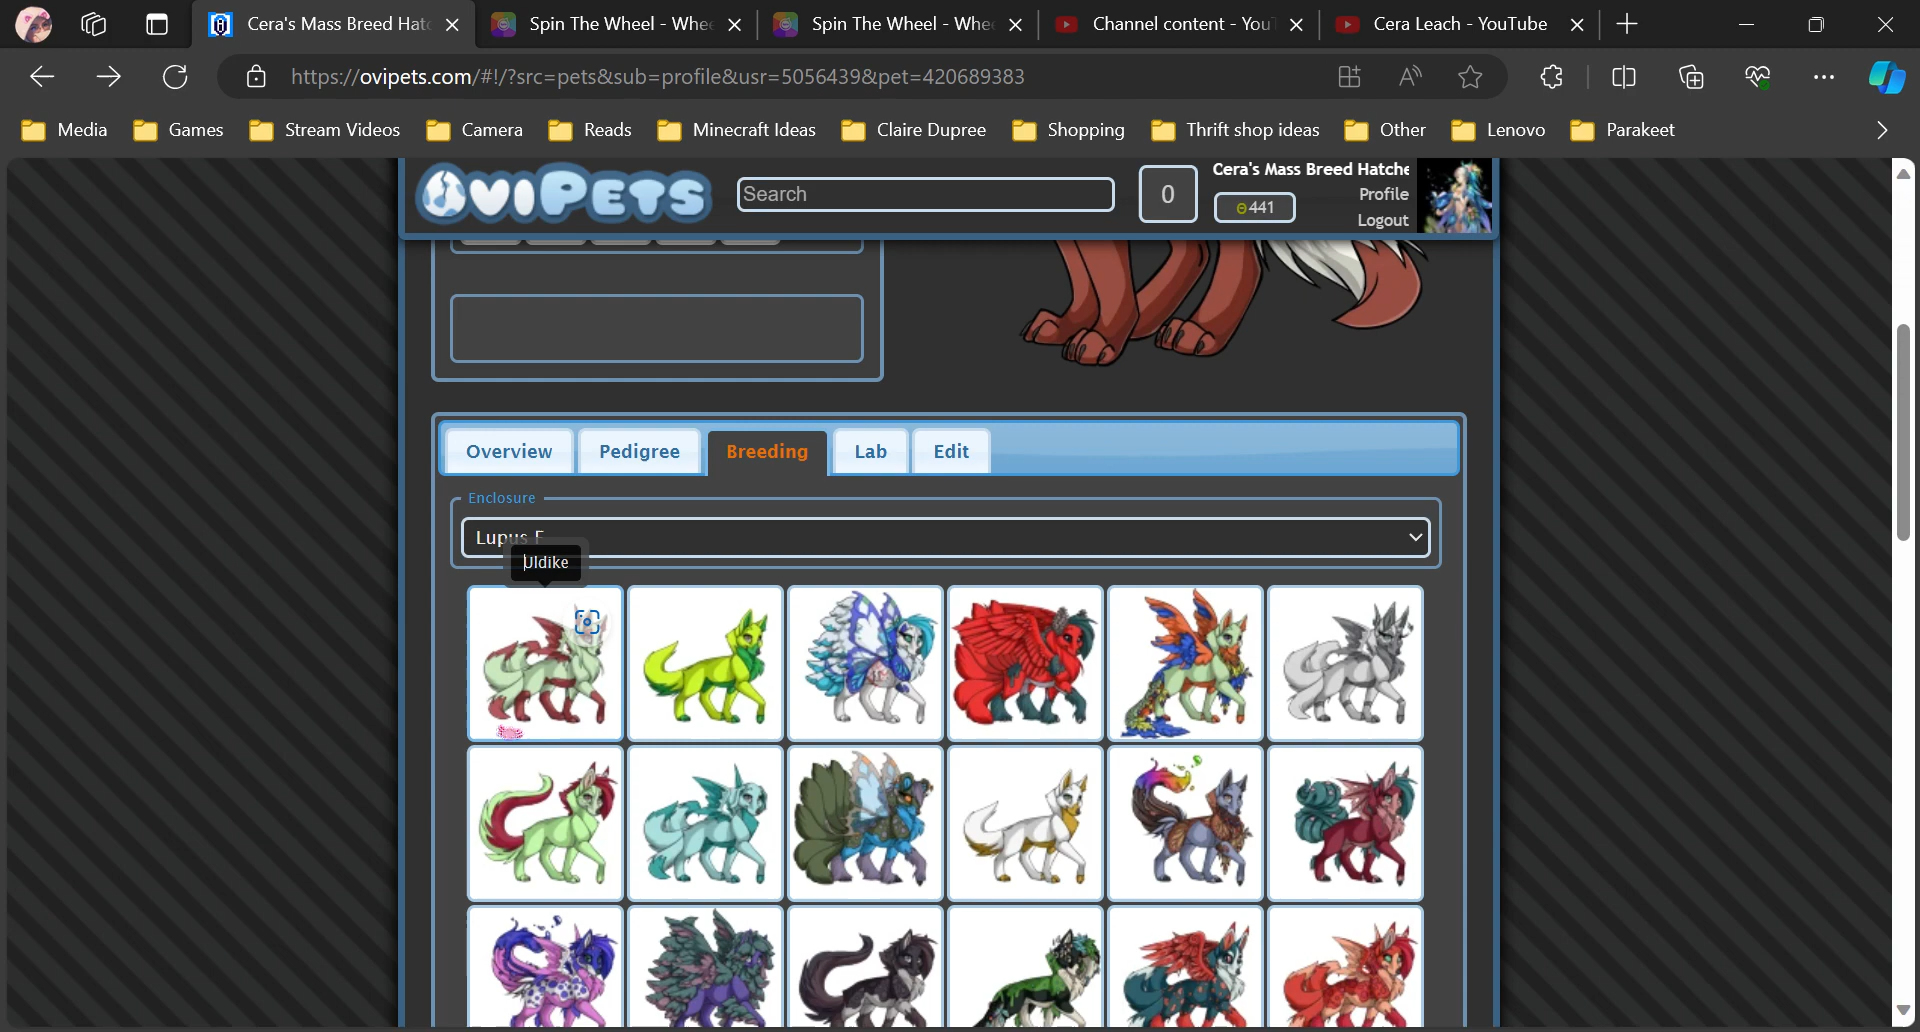 Cera's Mass Breed Hatc
Spin The Wheel - Whee
Spin The Wheel - Whe
Channel content - YouT
Cera Leach - YouTube
https://ovipets.com/#!/?src=pets&sub=profile&usr=5056439&pet=420689383
Media
Games
Stream Videos
Camera
Reads
Minecraft Ideas
Claire Dupree
Shopping
Thrift shop ideas
Other
Lenovo
Parakeet
OviPets
Search
0
Cera's Mass Breed Hatche
441
Profile
Logout
Overview
Pedigree
Breeding
Lab
Edit
Enclosure
Lupus F
Uldike